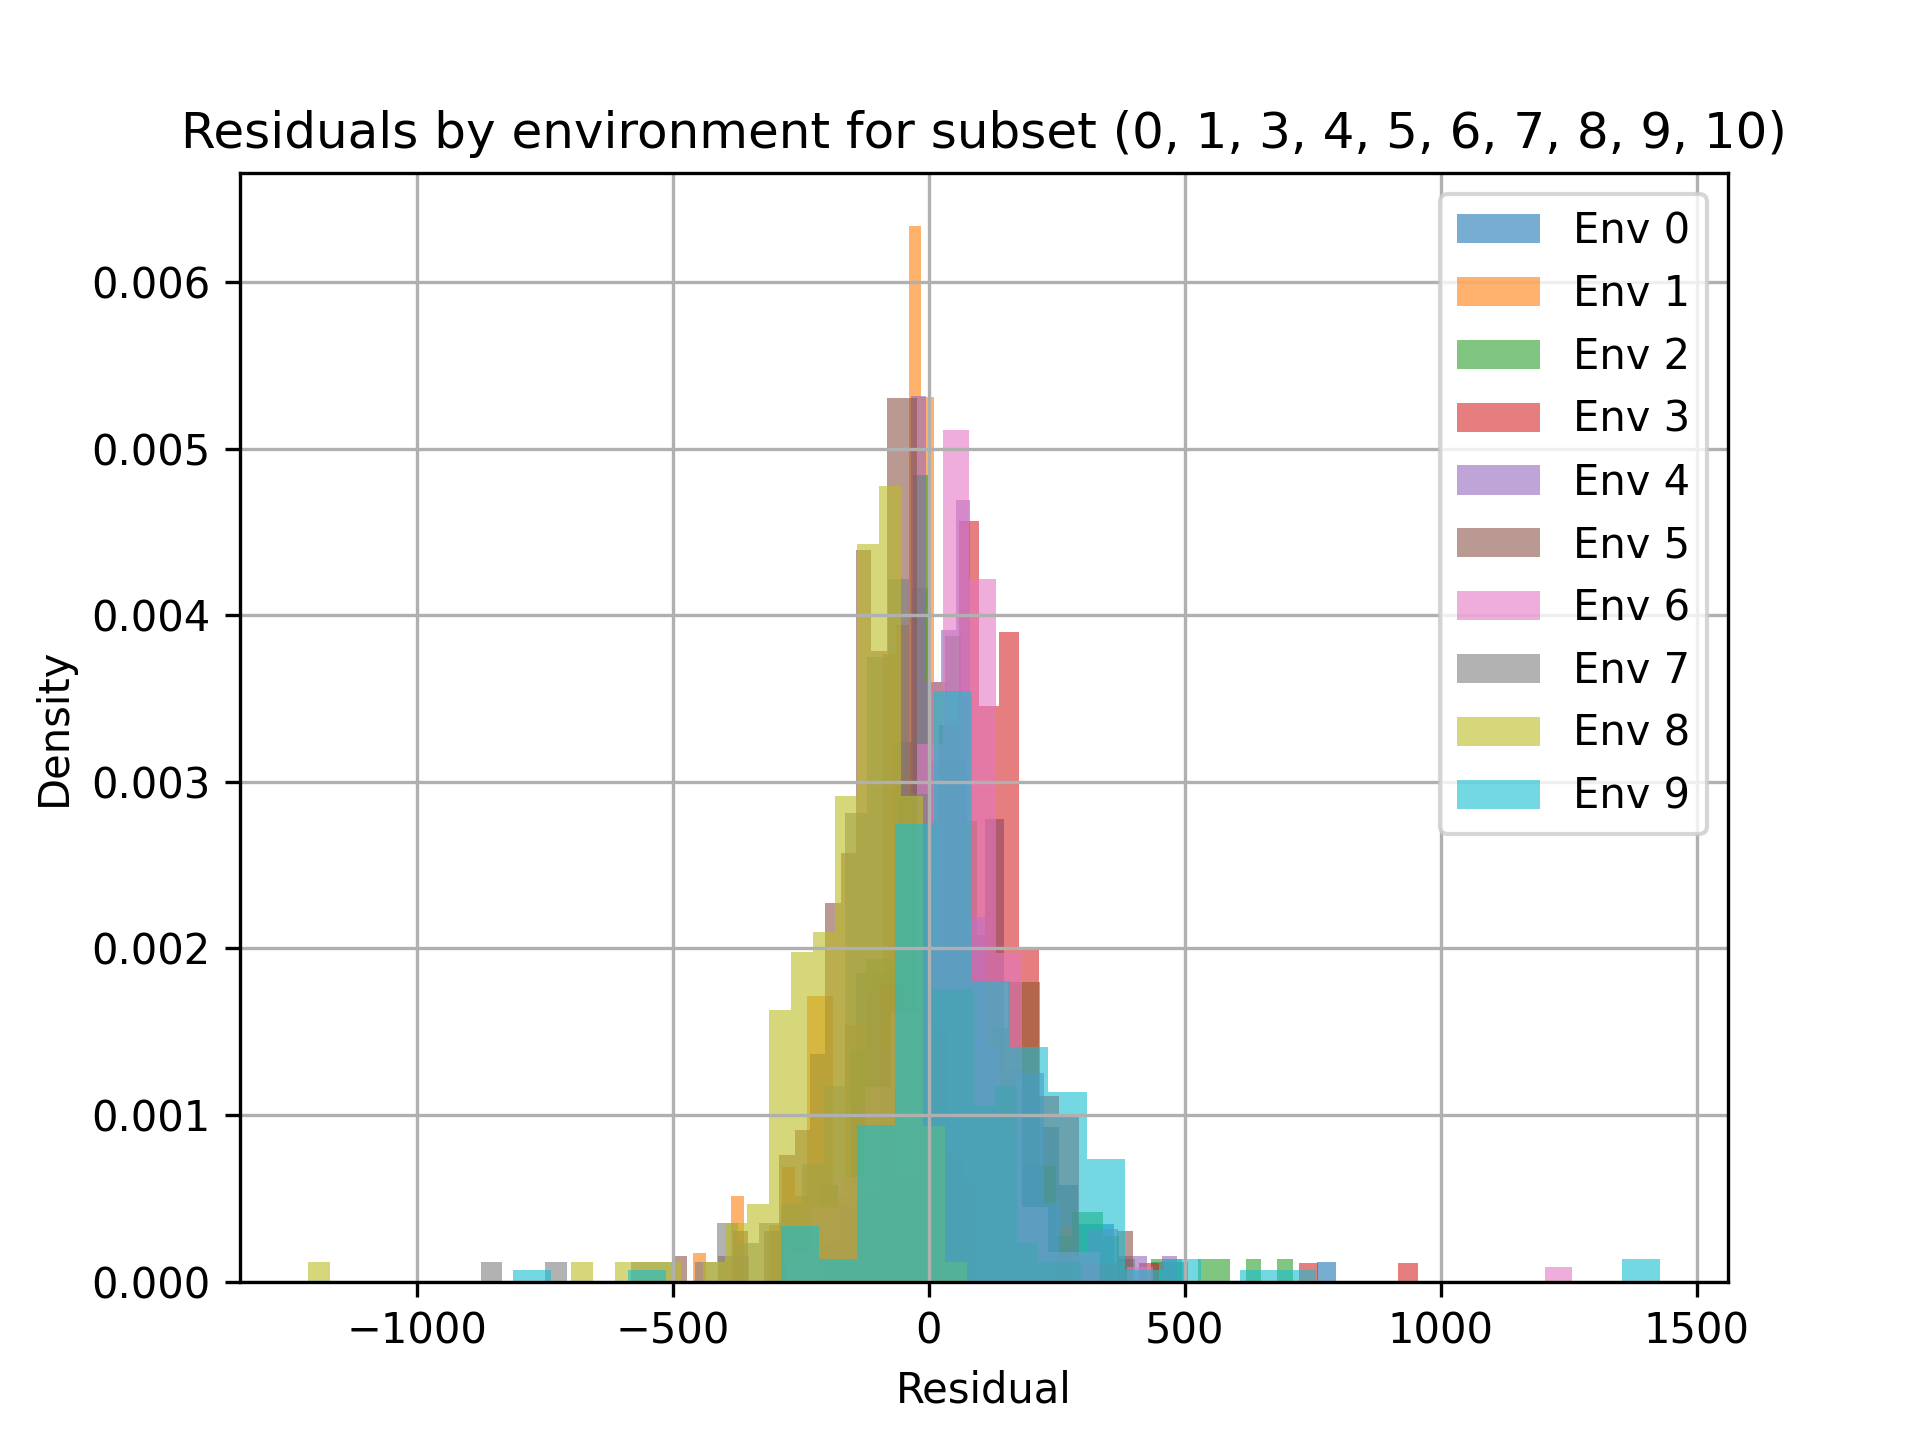 Residuals by environment for subset (0, 1, 3, 4, 5, 6, 7, 8, 9, 10)
Env 0
Env 1
Env 2
Env 3
Env 4
Env 5
Env 6
Env 7
Env 8
Env 9
Density
0.006
0.005
0.004
0.003
0.002
0.001
0.000
−1000 −500 0 500 1000 1500
Residual